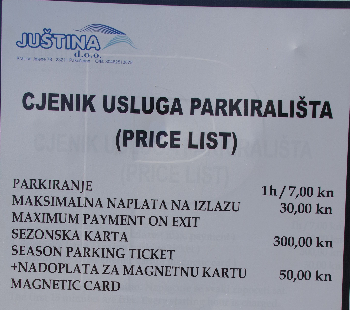 JUŠTINA
d.o.o.
CJENIK USLUGA PARKIRALIŠTA
(PRICE LIST)
PARKIRANJE 1h / 7,00 kn
MAKSIMALNA NAPLATA NA IZLAZU 30,00 kn
MAXIMUM PAYMENT ON EXIT
SEZONSKA KARTA 300,00 kn
SEASON PARKING TICKET
+NADOPLATA ZA MAGNETNU KARTU 50,00 kn
MAGNETIC CARD